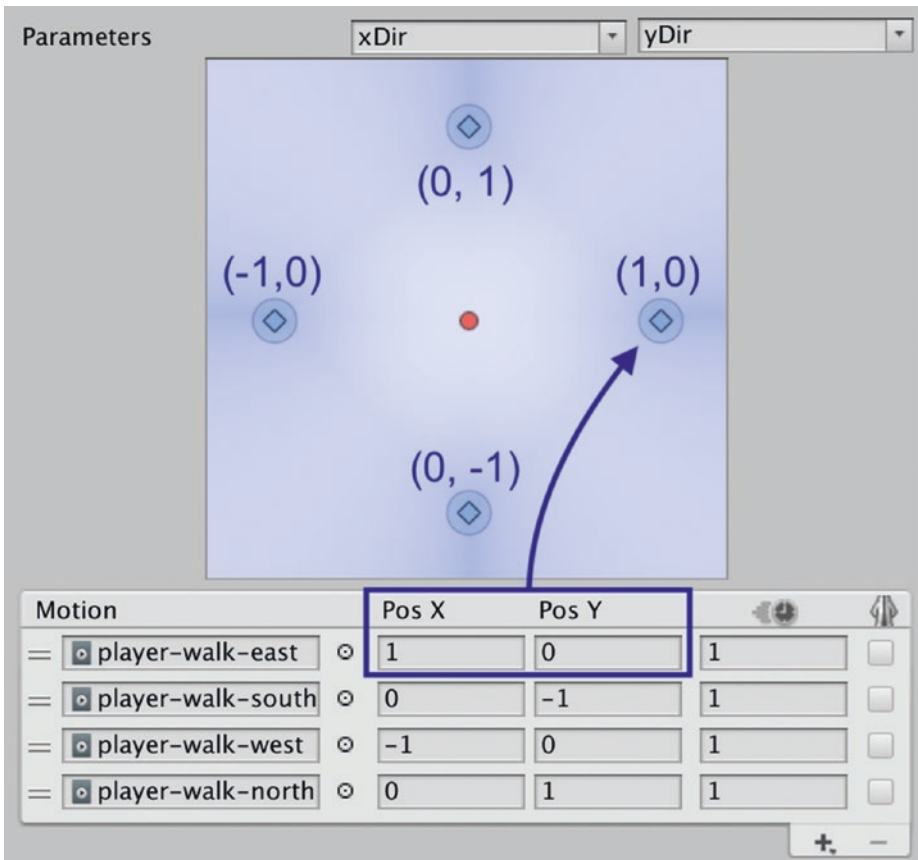 Parameters xDir yDir
(0, 1)
(-1,0) (1,0)
(0, -1)
Motion Pos X Pos Y
player-walk-east 1 0 1
player-walk-south 0 -1 1
player-walk-west -1 0 1
player-walk-north 0 1 1